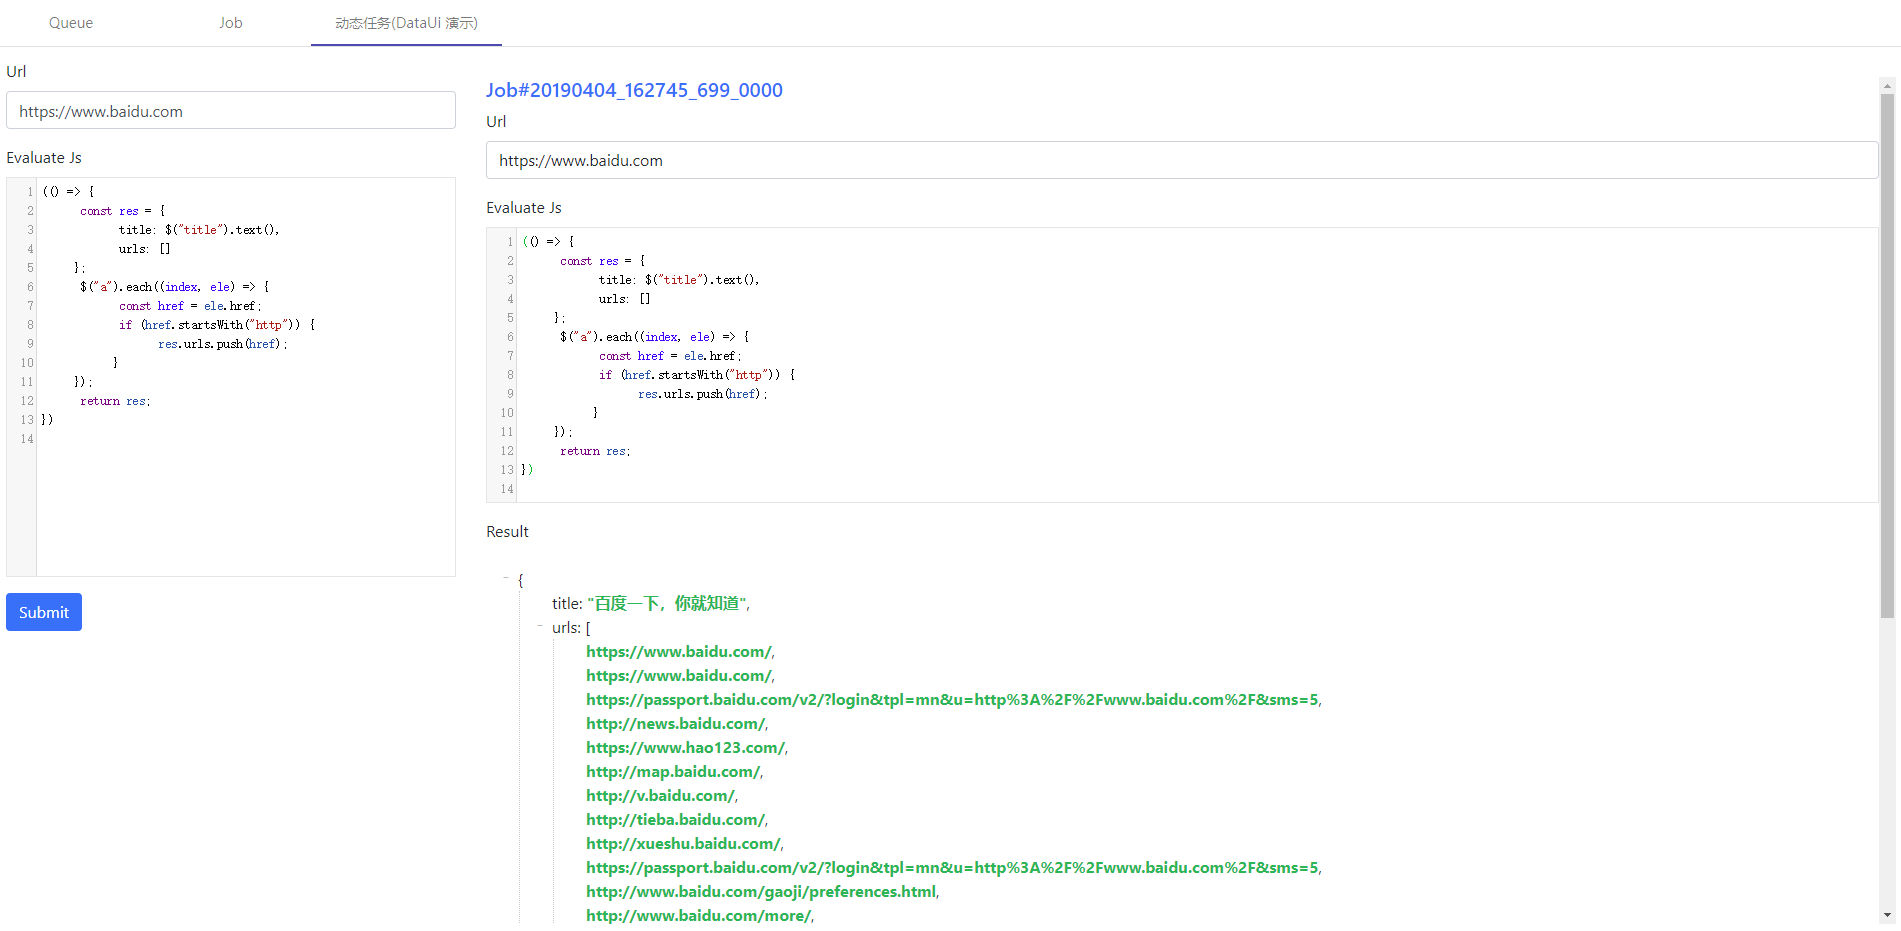 Queue Job 动态任务(DataUi 演示)
Url
https://www.baidu.com
Evaluate Js
1 (() => {
2 const res = {
3 title: $("title").text(),
4 urls: []
5 };
6 $("a").each((index, ele) => {
7 const href = ele.href;
8 if (href.startsWith("http")) {
9 res.urls.push(href);
10 }
11 });
12 return res;
13 })
14
Submit
Job#20190404_162745_699_0000
Url
https://www.baidu.com
Evaluate Js
1 (() => {
2 const res = {
3 title: $("title").text(),
4 urls: []
5 };
6 $("a").each((index, ele) => {
7 const href = ele.href;
8 if (href.startsWith("http")) {
9 res.urls.push(href);
10 }
11 });
12 return res;
13 })
14
Result
{
title: "百度一下，你就知道",
urls: [
https://www.baidu.com/,
https://www.baidu.com/,
https://passport.baidu.com/v2/?login&tpl=mn&u=http%3A%2F%2Fwww.baidu.com%2F&sms=5,
http://news.baidu.com/,
https://www.hao123.com/,
http://map.baidu.com/,
http://v.baidu.com/,
http://tieba.baidu.com/,
http://xueshu.baidu.com/,
https://passport.baidu.com/v2/?login&tpl=mn&u=http%3A%2F%2Fwww.baidu.com%2F&sms=5,
http://www.baidu.com/gaoji/preferences.html,
http://www.baidu.com/more/,